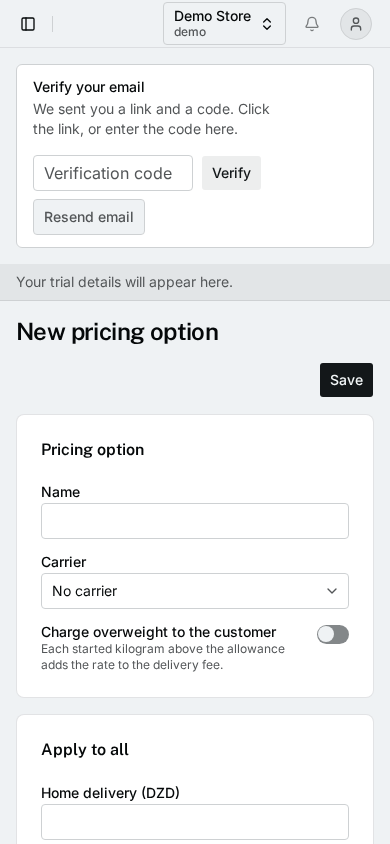 Demo Store
demo
Verify your email
We sent you a link and a code. Click
the link, or enter the code here.
Verification code
Verify
Resend email
Your trial details will appear here.
New pricing option
Save
Pricing option
Name
Carrier
No carrier
Charge overweight to the customer
Each started kilogram above the allowance
adds the rate to the delivery fee.
Apply to all
Home delivery (DZD)